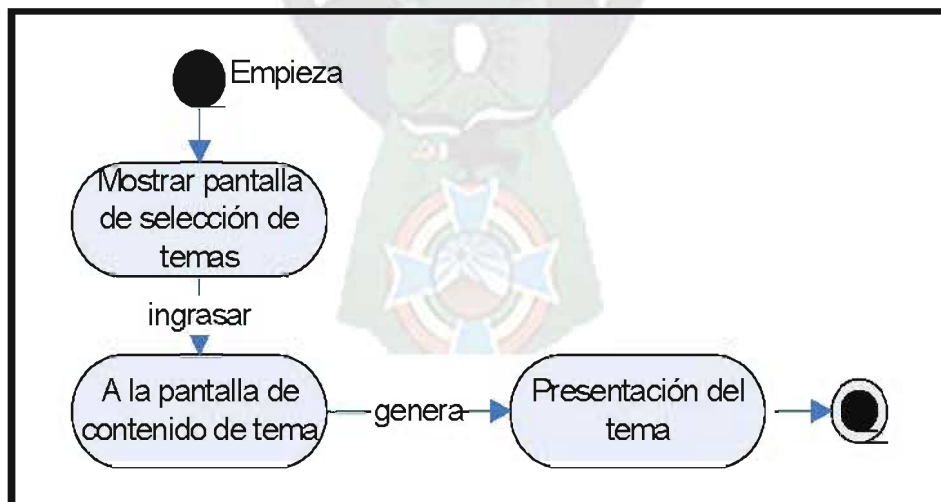 Empieza
Mostrar pantalla
de selección de
temas
ingrasar
A la pantalla de
contenido de tema
genera
Presentación del
tema